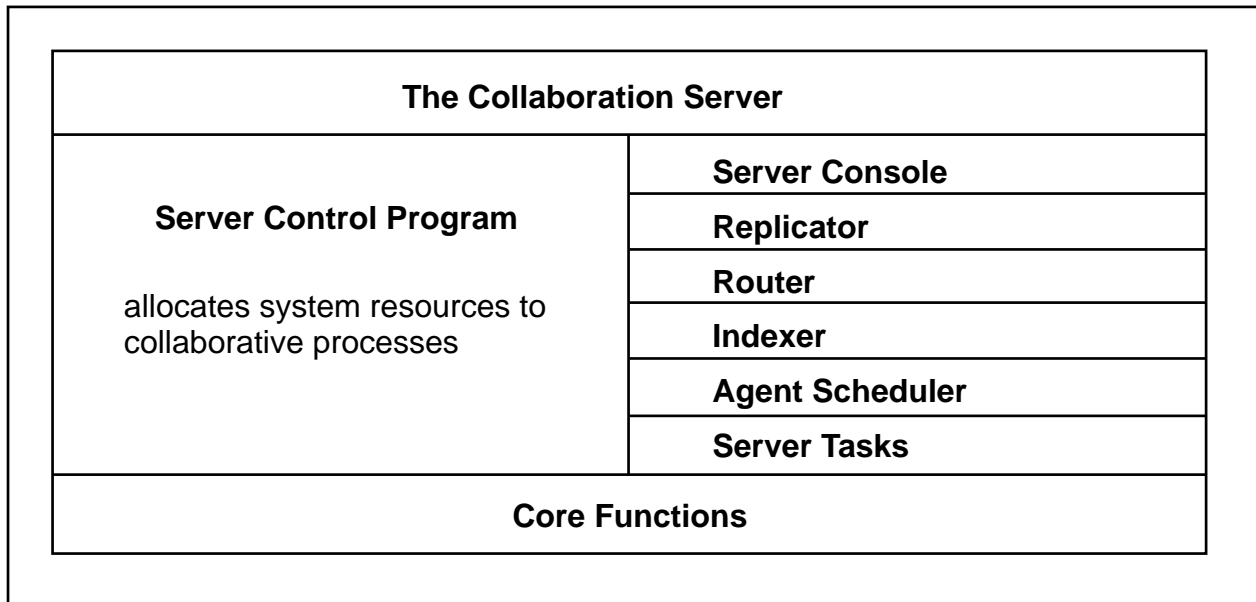 The Collaboration Server
Server Control Program
allocates system resources to
collaborative processes
Server Console
Replicator
Router
Indexer
Agent Scheduler
Server Tasks
Core Functions